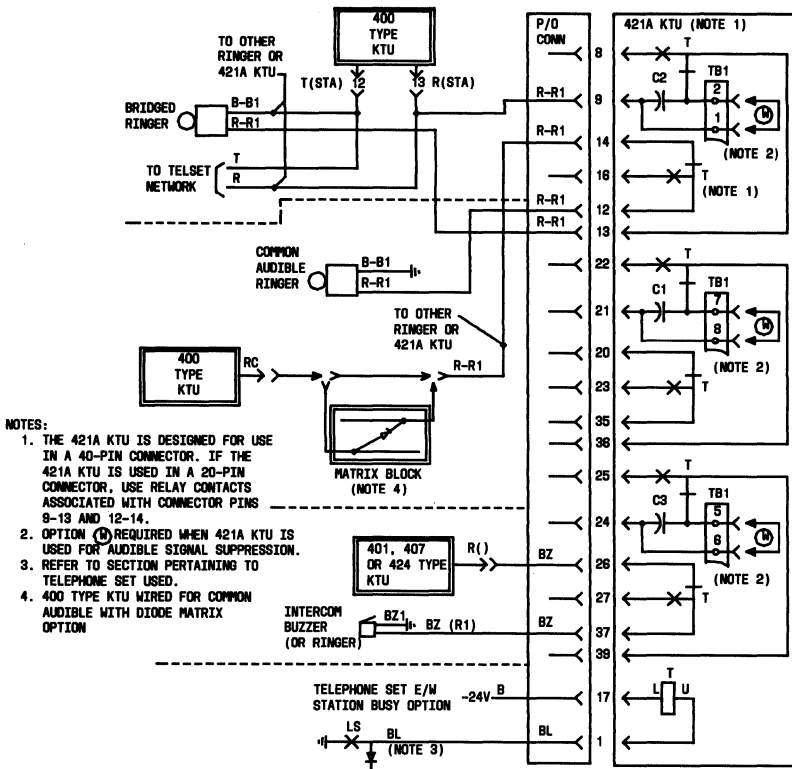 400
TYPE
KTU
TO OTHER
RINGER OR
421A KTU
T(STA) 12
13 R(STA)
BRIDGED
RINGER
B-B1
R-R1
TO TELSET
NETWORK
T
R
COMMON
AUDIBLE
RINGER
B-B1
R-R1
TO OTHER
RINGER OR
421A KTU
400
TYPE
KTU
RC
R-R1
MATRIX BLOCK
(NOTE 4)
NOTES:
1. THE 421A KTU IS DESIGNED FOR USE
IN A 40-PIN CONNECTOR. IF THE
421A KTU IS USED IN A 20-PIN
CONNECTOR, USE RELAY CONTACTS
ASSOCIATED WITH CONNECTOR PINS
9-13 AND 12-14.
2. OPTION W REQUIRED WHEN 421A KTU IS
USED FOR AUDIBLE SIGNAL SUPPRESSION.
3. REFER TO SECTION PERTAINING TO
TELEPHONE SET USED.
4. 400 TYPE KTU WIRED FOR COMMON
AUDIBLE WITH DIODE MATRIX
OPTION
401, 407
OR 424 TYPE
KTU
R()
BZ
INTERCOM
BUZZER
(OR RINGER)
BZ1
BZ (R1)
BZ
TELEPHONE SET E/W
STATION BUSY OPTION
-24V B
LS
BL
(NOTE 3)
BL
P/O
CONN
R-R1
R-R1
R-R1
R-R1
8
9
14
16
12
13
22
21
20
23
35
36
25
24
26
27
37
39
17
1
421A KTU (NOTE 1)
T
C2
TB1
2
1
W
(NOTE 2)
T
(NOTE 1)
T
C1
TB1
7
8
W
(NOTE 2)
T
T
C3
TB1
5
6
W
(NOTE 2)
T
T
L
U